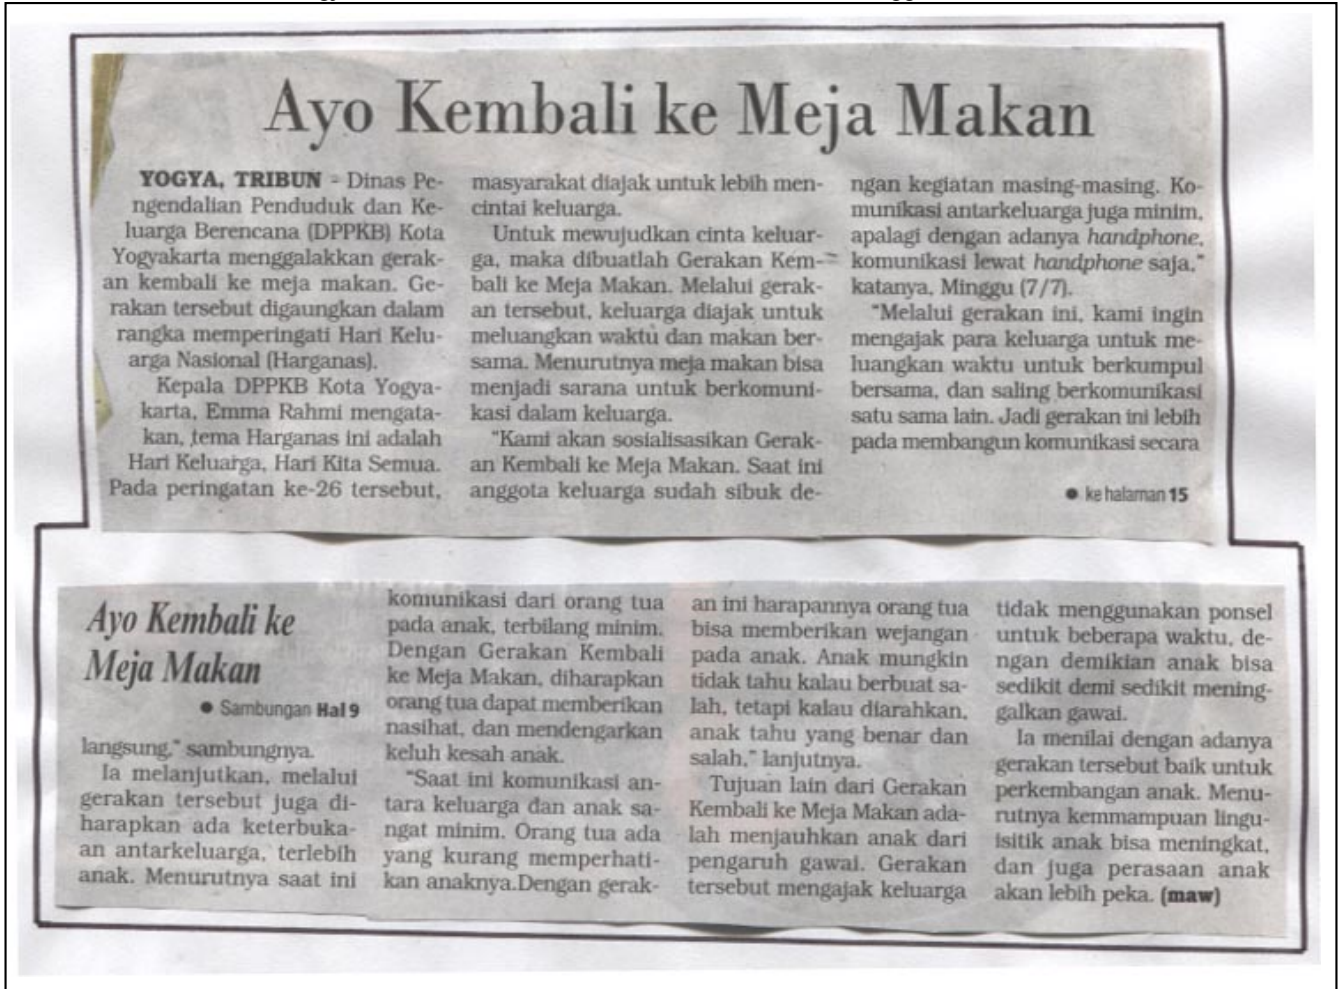 Ayo Kembali ke Meja Makan
YOGYA, TRIBUN - Dinas Pe-
ngendalian Penduduk dan Ke-
luarga Berencana (DPPKB) Kota
Yogyakarta menggalakkan gerak-
an kembali ke meja makan. Ge-
rakan tersebut digaungkan dalam
rangka memperingati Hari Kelu-
arga Nasional (Harganas).
Kepala DPPKB Kota Yogya-
karta, Emma Rahmi mengata-
kan, tema Harganas ini adalah
Hari Keluarga, Hari Kita Semua.
Pada peringatan ke-26 tersebut,
masyarakat diajak untuk lebih men-
cintai keluarga.
Untuk mewujudkan cinta keluar-
ga, maka dibuatlah Gerakan Kem-
bali ke Meja Makan. Melalui gerak-
an tersebut, keluarga diajak untuk
meluangkan waktu dan makan ber-
sama. Menurutnya meja makan bisa
menjadi sarana untuk berkomuni-
kasi dalam keluarga.
"Kami akan sosialisasikan Gerak-
an Kembali ke Meja Makan. Saat ini
anggota keluarga sudah sibuk de-
ngan kegiatan masing-masing. Ko-
munikasi antarkeluarga juga minim,
apalagi dengan adanya handphone,
komunikasi lewat handphone saja,"
katanya, Minggu (7/7).
"Melalui gerakan ini, kami ingin
mengajak para keluarga untuk me-
luangkan waktu untuk berkumpul
bersama, dan saling berkomunikasi
satu sama lain. Jadi gerakan ini lebih
pada membangun komunikasi secara
● ke halaman 15
Ayo Kembali ke
Meja Makan
● Sambungan Hal 9
langsung," sambungnya.
Ia melanjutkan, melalui
gerakan tersebut juga di-
harapkan ada keterbuka-
an antarkeluarga, terlebih
anak. Menurutnya saat ini
komunikasi dari orang tua
pada anak, terbilang minim.
Dengan Gerakan Kembali
ke Meja Makan, diharapkan
orang tua dapat memberikan
nasihat, dan mendengarkan
keluh kesah anak.
"Saat ini komunikasi an-
tara keluarga dan anak sa-
ngat minim. Orang tua ada
yang kurang memperhati-
kan anaknya.Dengan gerak-
an ini harapannya orang tua
bisa memberikan wejangan
pada anak. Anak mungkin
tidak tahu kalau berbuat sa-
lah, tetapi kalau diarahkan,
anak tahu yang benar dan
salah," lanjutnya.
Tujuan lain dari Gerakan
Kembali ke Meja Makan ada-
lah menjauhkan anak dari
pengaruh gawai. Gerakan
tersebut mengajak keluarga
tidak menggunakan ponsel
untuk beberapa waktu, de-
ngan demikian anak bisa
sedikit demi sedikit mening-
galkan gawai.
Ia menilai dengan adanya
gerakan tersebut baik untuk
perkembangan anak. Menu-
rutnya kemmampuan lingu-
isitik anak bisa meningkat,
dan juga perasaan anak
akan lebih peka. (maw)